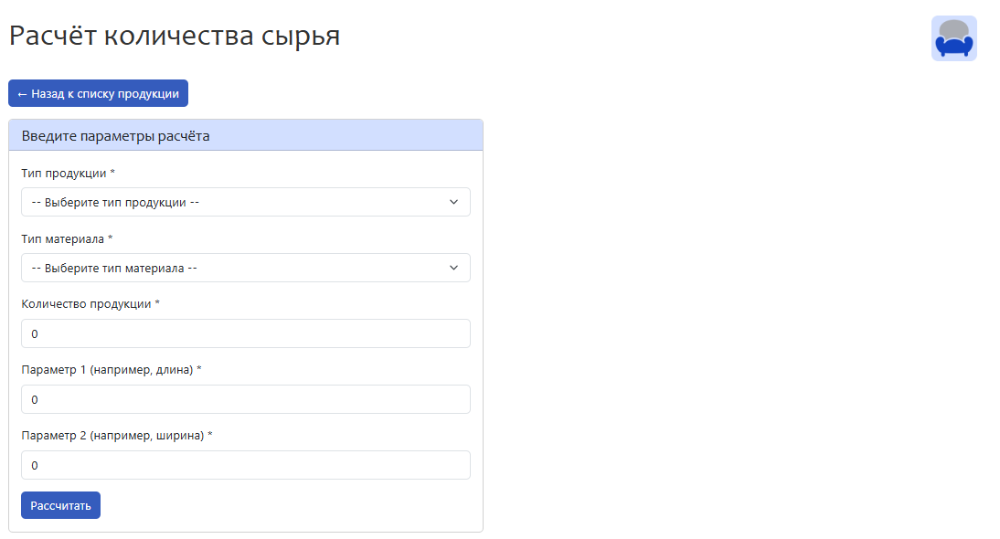 Расчёт количества сырья
← Назад к списку продукции
Введите параметры расчёта
Тип продукции *
-- Выберите тип продукции --
Тип материала *
-- Выберите тип материала --
Количество продукции *
0
Параметр 1 (например, длина) *
0
Параметр 2 (например, ширина) *
0
Рассчитать